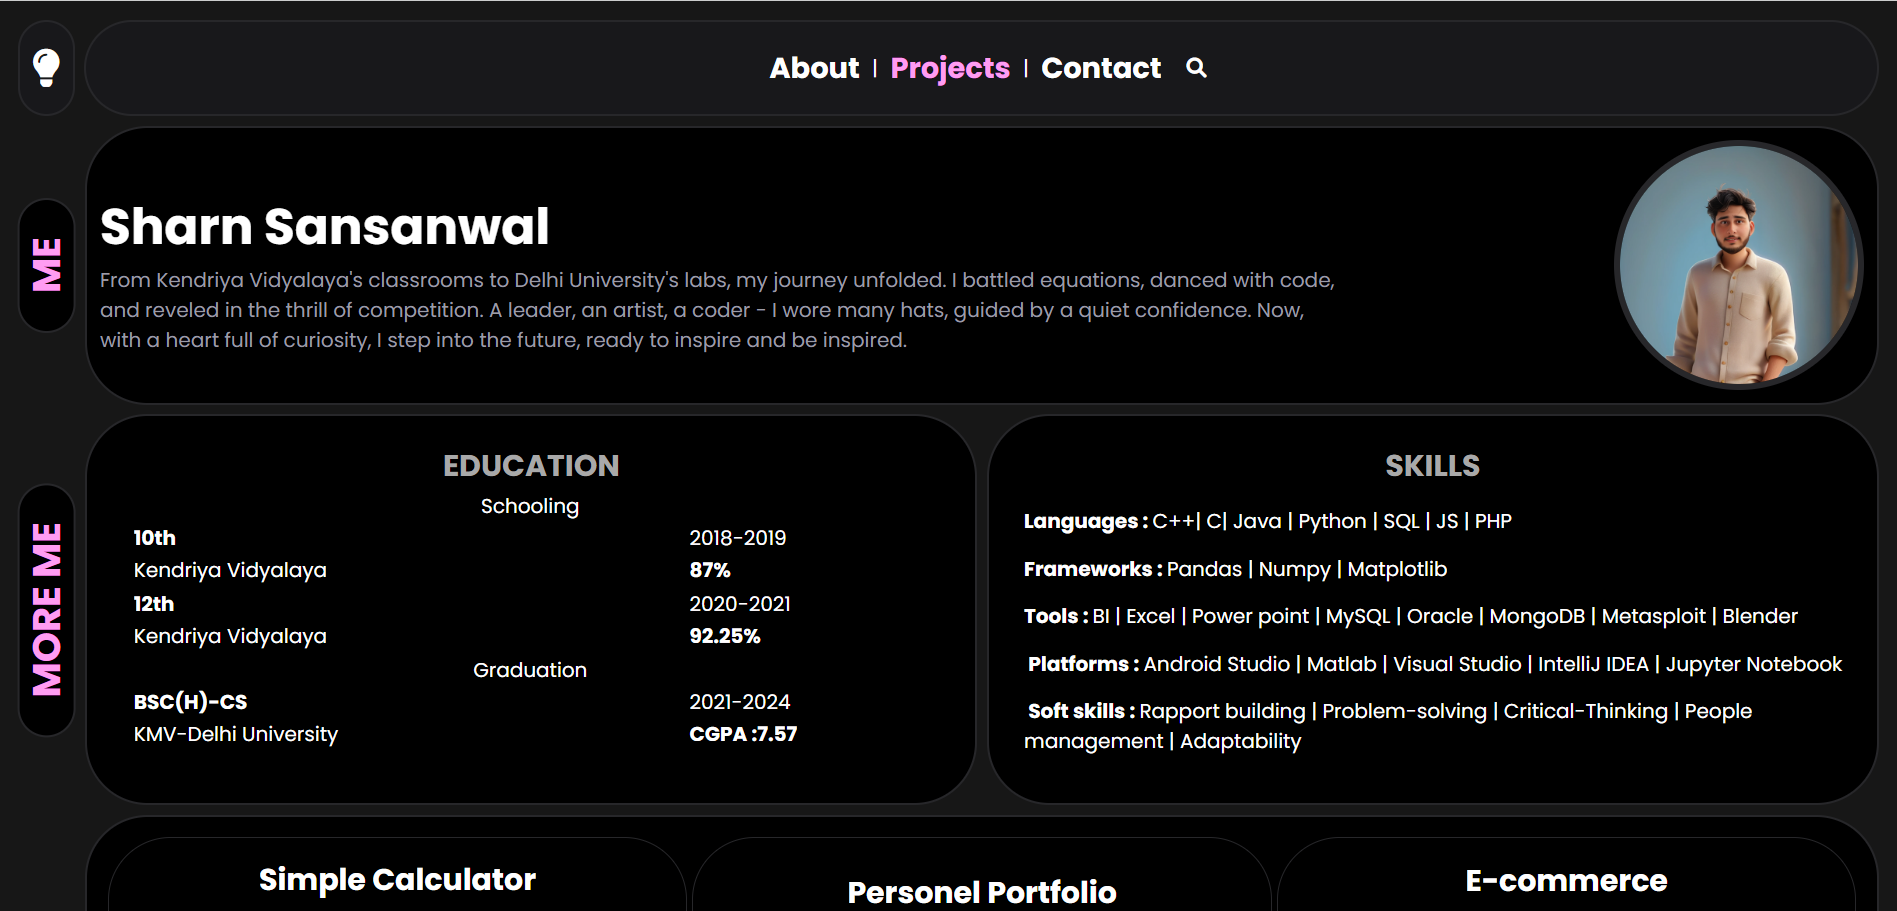 About | Projects | Contact
ME
Sharn Sansanwal
From Kendriya Vidyalaya's classrooms to Delhi University's labs, my journey unfolded. I battled equations, danced with code,
and reveled in the thrill of competition. A leader, an artist, a coder - I wore many hats, guided by a quiet confidence. Now,
with a heart full of curiosity, I step into the future, ready to inspire and be inspired.
MORE ME
EDUCATION
Schooling
10th 2018-2019
Kendriya Vidyalaya 87%
12th 2020-2021
Kendriya Vidyalaya 92.25%
Graduation
BSC(H)-CS 2021-2024
KMV-Delhi University CGPA :7.57
SKILLS
Languages : C++| C| Java | Python | SQL | JS | PHP
Frameworks : Pandas | Numpy | Matplotlib
Tools : BI | Excel | Power point | MySQL | Oracle | MongoDB | Metasploit | Blender
Platforms : Android Studio | Matlab | Visual Studio | IntelliJ IDEA | Jupyter Notebook
Soft skills : Rapport building | Problem-solving | Critical-Thinking | People
management | Adaptability
Simple Calculator
Personel Portfolio
E-commerce